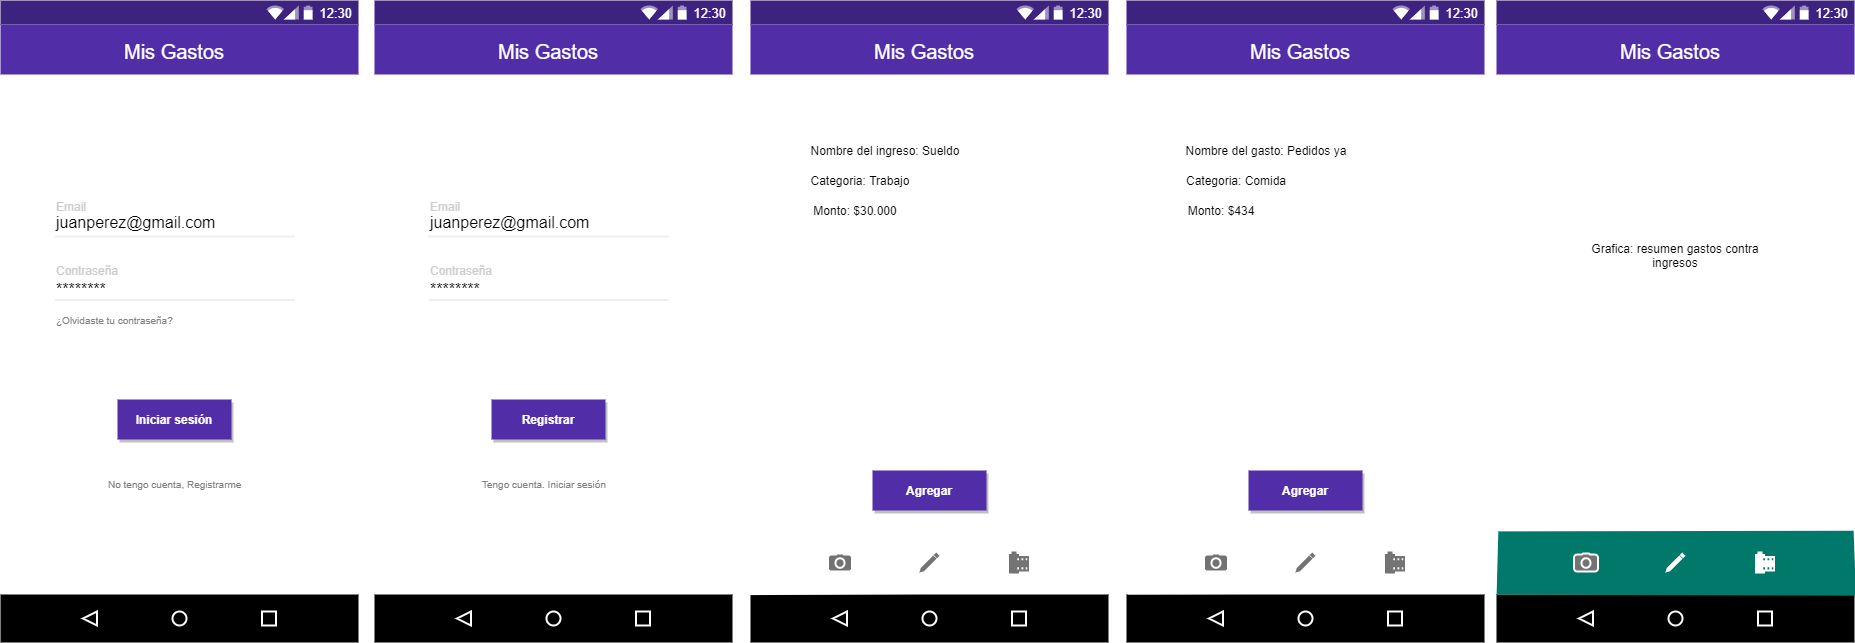 12:30
Mis Gastos
Email
juanperez@gmail.com
Contraseña
********
¿Olvidaste tu contraseña?
Iniciar sesión
No tengo cuenta, Registrarme
12:30
Mis Gastos
Email
juanperez@gmail.com
Contraseña
********
Registrar
Tengo cuenta. Iniciar sesión
12:30
Mis Gastos
Nombre del ingreso: Sueldo
Categoria: Trabajo
Monto: $30.000
Agregar
12:30
Mis Gastos
Nombre del gasto: Pedidos ya
Categoria: Comida
Monto: $434
Agregar
12:30
Mis Gastos
Grafica: resumen gastos contra
ingresos